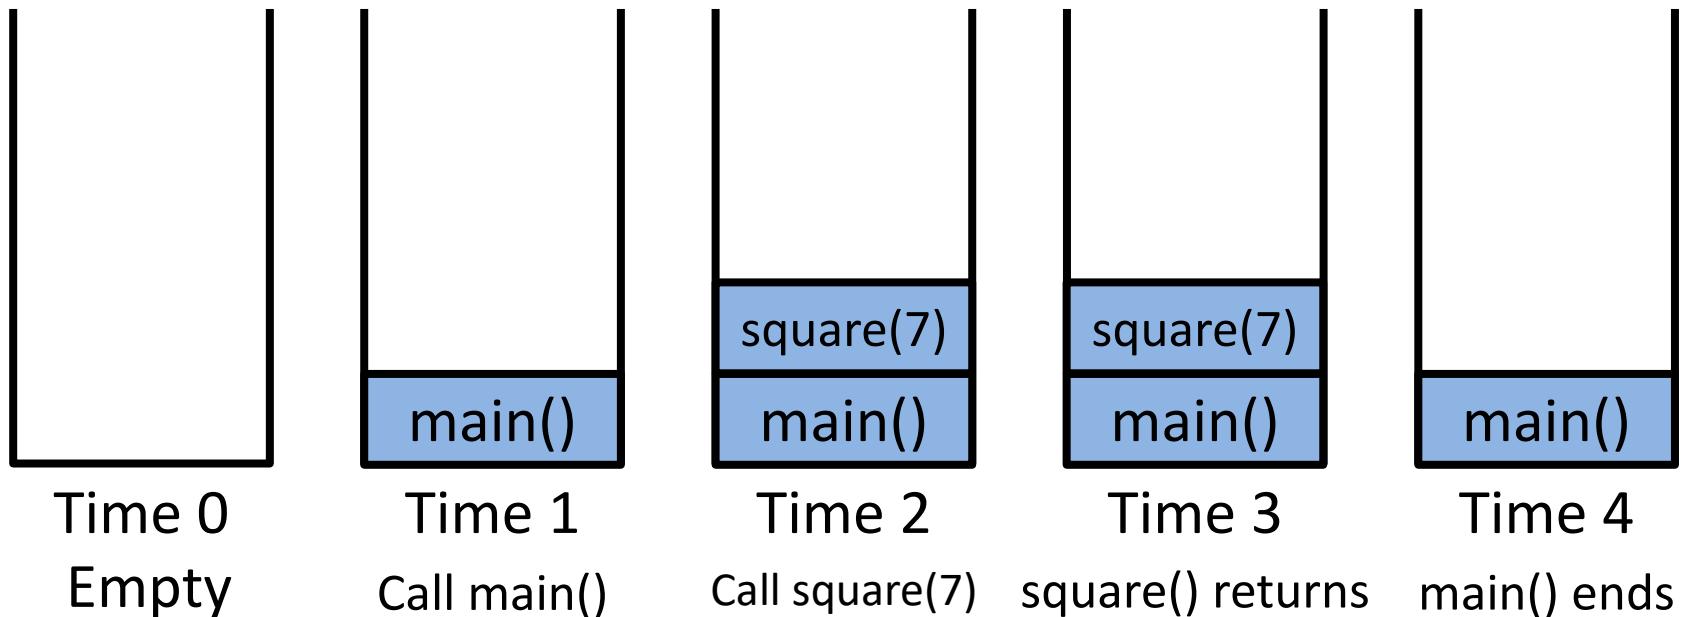 square(7) square(7)
main() main() main() main()
Time 0 Time 1 Time 2 Time 3 Time 4
Empty Call main() Call square(7) square() returns main() ends